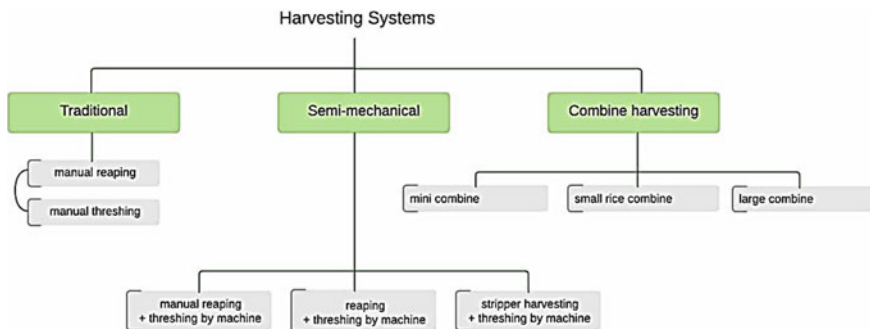 Harvesting Systems
Traditional
Semi-mechanical
Combine harvesting
manual reaping
manual threshing
mini combine
small rice combine
large combine
manual reaping
+ threshing by machine
reaping
+ threshing by machine
stripper harvesting
+ threshing by machine